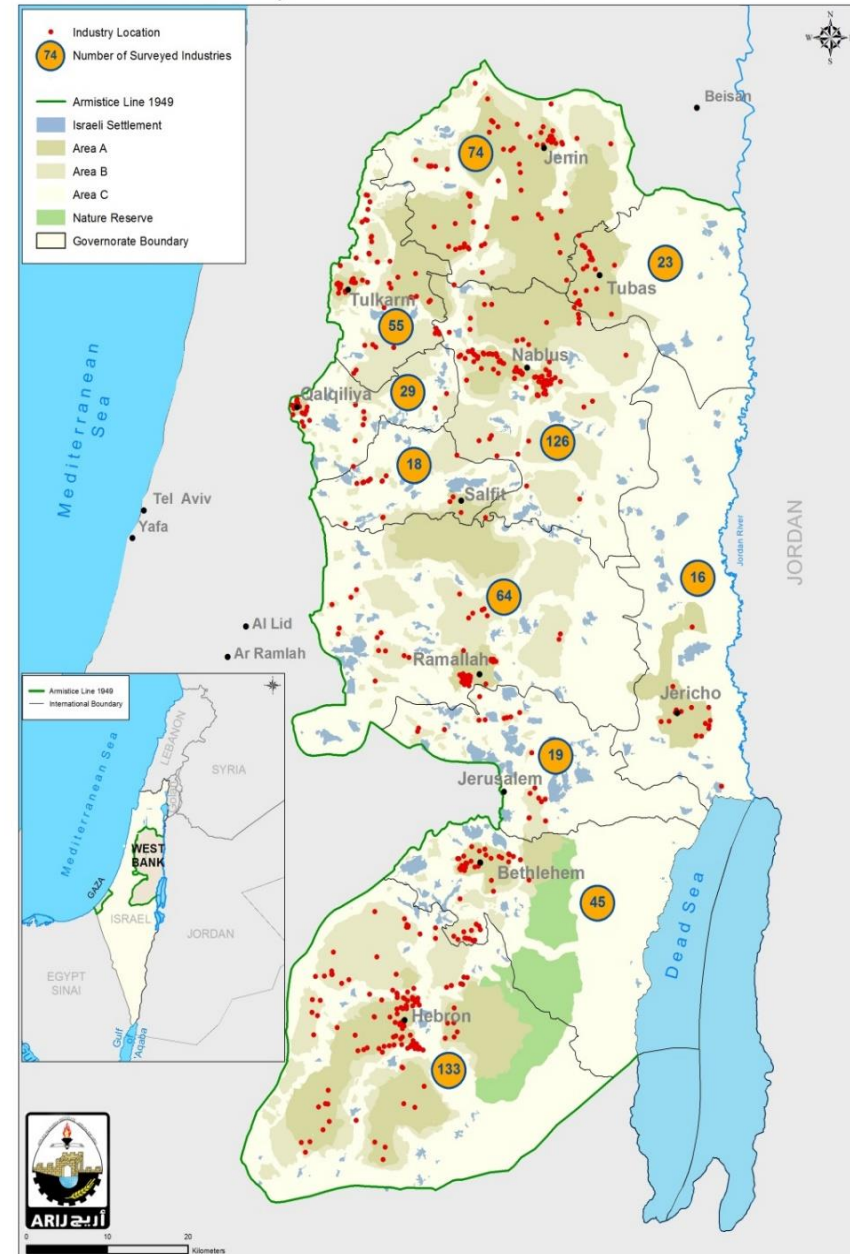 Industry Location
74 Number of Surveyed Industries
Armistice Line 1949
Israeli Settlement
Area A
Area B
Area C
Nature Reserve
Governorate Boundary
N
W
S
Beisan
74
Jenin
23
Tubas
Tulkarm
55
Nablus
29
Qalqiliya
126
18
Salfit
Mediterranean
Sea
Tel Aviv
Yafa
JORDAN
Jordan River
16
64
Al Lid
Ar Ramlah
Ramallah
Jericho
19
Jerusalem
Bethlehem
45
Dead Sea
Hebron
133
Armistice Line 1949
International Boundary
LEBANON
SYRIA
Mediterranean Sea
WEST
BANK
GAZA
ISRAEL
JORDAN
EGYPT
SINAI
Gulf
of
'Aqaba
ARIJ أريج
0 10 20
Kilometers